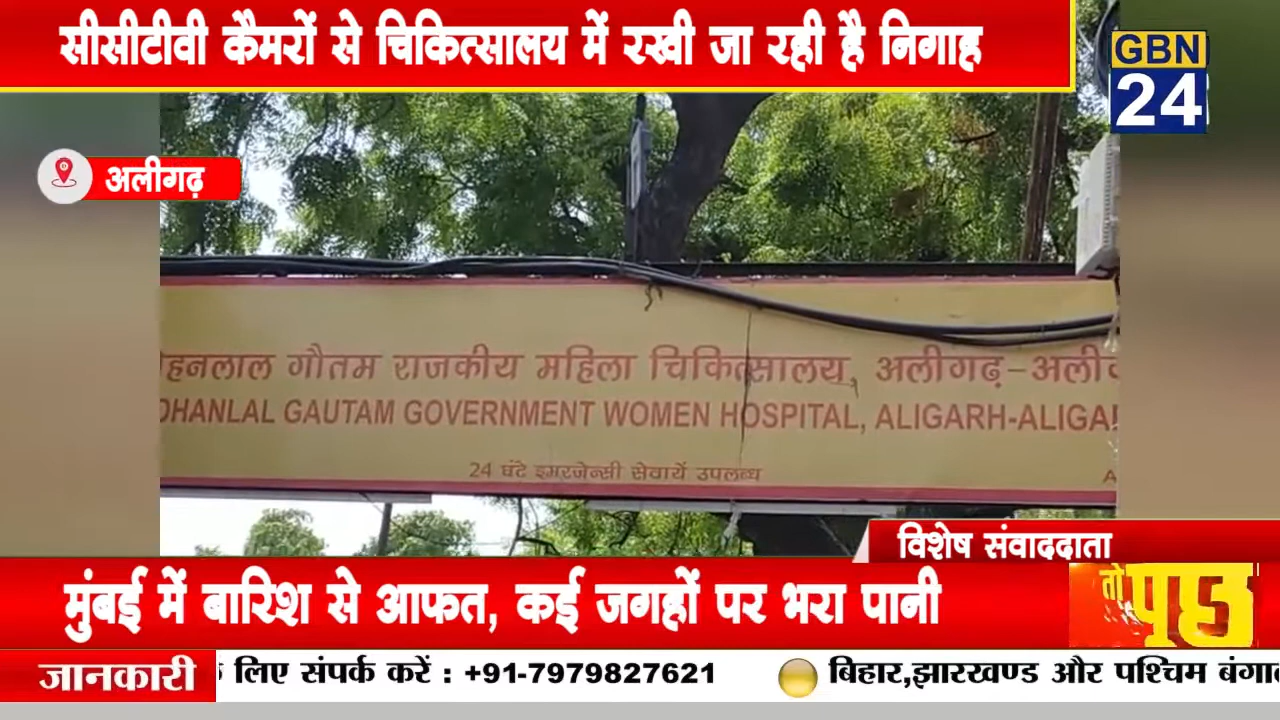 सीसीटीवी कैमरों से चिकित्सालय में रखी जा रही है निगाह
GBN
24
अलीगढ़
हनलाल गौतम राजकीय महिला चिकित्सालय, अलीगढ़-अली
OHANLAL GAUTAM GOVERNMENT WOMEN HOSPITAL, ALIGARH-ALIGA
24 घंटे इमरजेन्सी सेवायें उपलब्ध
A
विशेष संवाददाता
मुंबई में बारिश से आफत, कई जगहों पर भरा पानी
तो पूछ
जानकारी
लिए संपर्क करें : +91-7979827621
बिहार,झारखण्ड और पश्चिम बंगा